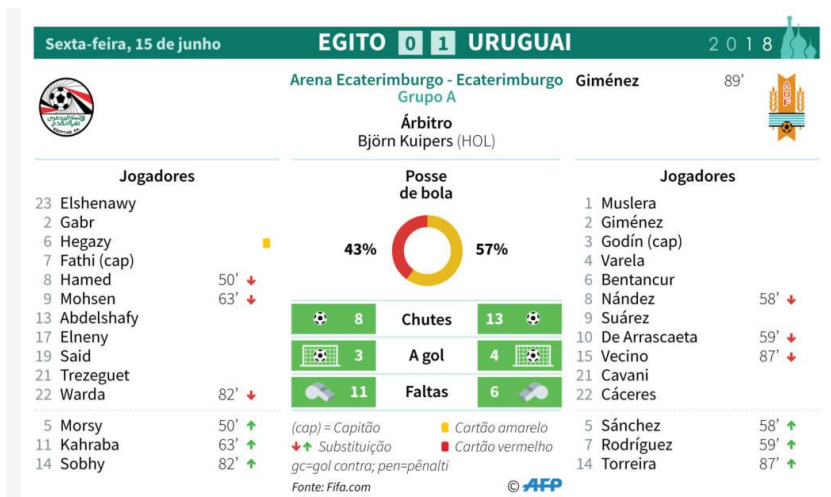 Sexta-feira, 15 de junho
EGITO 0 1 URUGUAI
2018
Arena Ecaterimburgo - Ecaterimburgo
Grupo A
Árbitro
Björn Kuipers (HOL)
Giménez 89’
AUF
Jogadores
23 Elshenawy
2 Gabr
6 Hegazy
7 Fathi (cap)
8 Hamed 50’
9 Mohsen 63’
13 Abdelshafy
17 Elneny
19 Said
21 Trezeguet
22 Warda 82’
5 Morsy 50’
11 Kahraba 63’
14 Sobhy 82’
Posse
de bola
43% 57%
8 Chutes 13
3 A gol 4
11 Faltas 6
(cap) = Capitão Cartão amarelo
Substituição Cartão vermelho
gc=gol contra; pen=pênalti
Fonte: Fifa.com © AFP
Jogadores
1 Muslera
2 Giménez
3 Godín (cap)
4 Varela
6 Bentancur
8 Nández 58’
9 Suárez
10 De Arrascaeta 59’
15 Vecino 87’
21 Cavani
22 Cáceres
5 Sánchez 58’
7 Rodríguez 59’
14 Torreira 87’